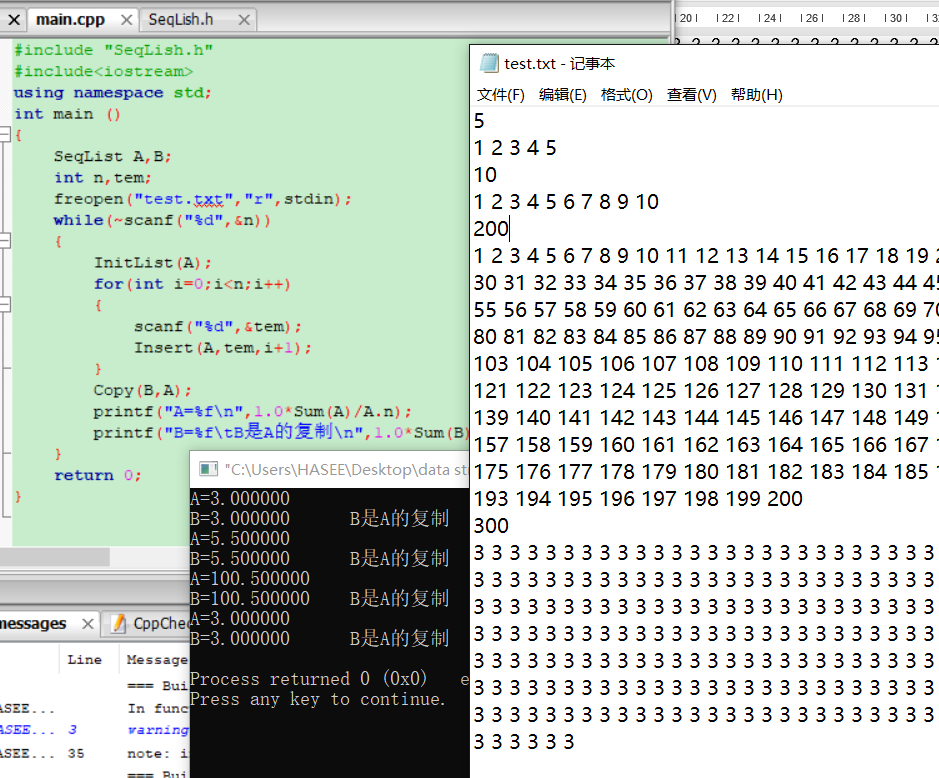 main.cpp
SeqLish.h
20
22
24
26
28
30
#include "SeqLish.h"
#include<iostream>
using namespace std;
int main ()
{
SeqList A,B;
int n,tem;
freopen("test.txt","r",stdin);
while(~scanf("%d",&n))
{
InitList(A);
for(int i=0;i<n;i++)
{
scanf("%d",&tem);
Insert(A,tem,i+1);
}
Copy(B,A);
printf("A=%f\n",1.0*Sum(A)/A.n);
printf("B=%f\tB是A的复制\n",1.0*Sum(B)
}
return 0;
}
test.txt - 记事本
文件(F) 编辑(E) 格式(O) 查看(V) 帮助(H)
5
1 2 3 4 5
10
1 2 3 4 5 6 7 8 9 10
200
1 2 3 4 5 6 7 8 9 10 11 12 13 14 15 16 17 18 19
30 31 32 33 34 35 36 37 38 39 40 41 42 43 44 45
55 56 57 58 59 60 61 62 63 64 65 66 67 68 69 70
80 81 82 83 84 85 86 87 88 89 90 91 92 93 94 95
103 104 105 106 107 108 109 110 111 112 113
121 122 123 124 125 126 127 128 129 130 131
139 140 141 142 143 144 145 146 147 148 149
157 158 159 160 161 162 163 164 165 166 167
175 176 177 178 179 180 181 182 183 184 185
193 194 195 196 197 198 199 200
300
3 3 3 3 3 3 3 3 3 3 3 3 3 3 3 3 3 3 3 3 3 3 3 3 3 3
3 3 3 3 3 3 3 3 3 3 3 3 3 3 3 3 3 3 3 3 3 3 3 3 3 3
3 3 3 3 3 3 3 3 3 3 3 3 3 3 3 3 3 3 3 3 3 3 3 3 3 3
3 3 3 3 3 3 3 3 3 3 3 3 3 3 3 3 3 3 3 3 3 3 3 3 3 3
3 3 3 3 3 3 3 3 3 3 3 3 3 3 3 3 3 3 3 3 3 3 3 3 3 3
3 3 3 3 3 3 3 3 3 3 3 3 3 3 3 3 3 3 3 3 3 3 3 3 3 3
3 3 3 3 3 3 3 3 3 3 3 3 3 3 3 3 3 3 3 3 3 3 3 3 3 3
3 3 3 3 3 3
"C:\Users\HASEE\Desktop\data st
A=3.000000
B=3.000000 B是A的复制
A=5.500000
B=5.500000 B是A的复制
A=100.500000
B=100.500000 B是A的复制
A=3.000000
B=3.000000 B是A的复制
Process returned 0 (0x0) e
Press any key to continue.
messages
CppChec
Line Message
=== Bui
ASEE... In func
ASEE... 3 warning
ASEE... 35 note: i
=== Bui